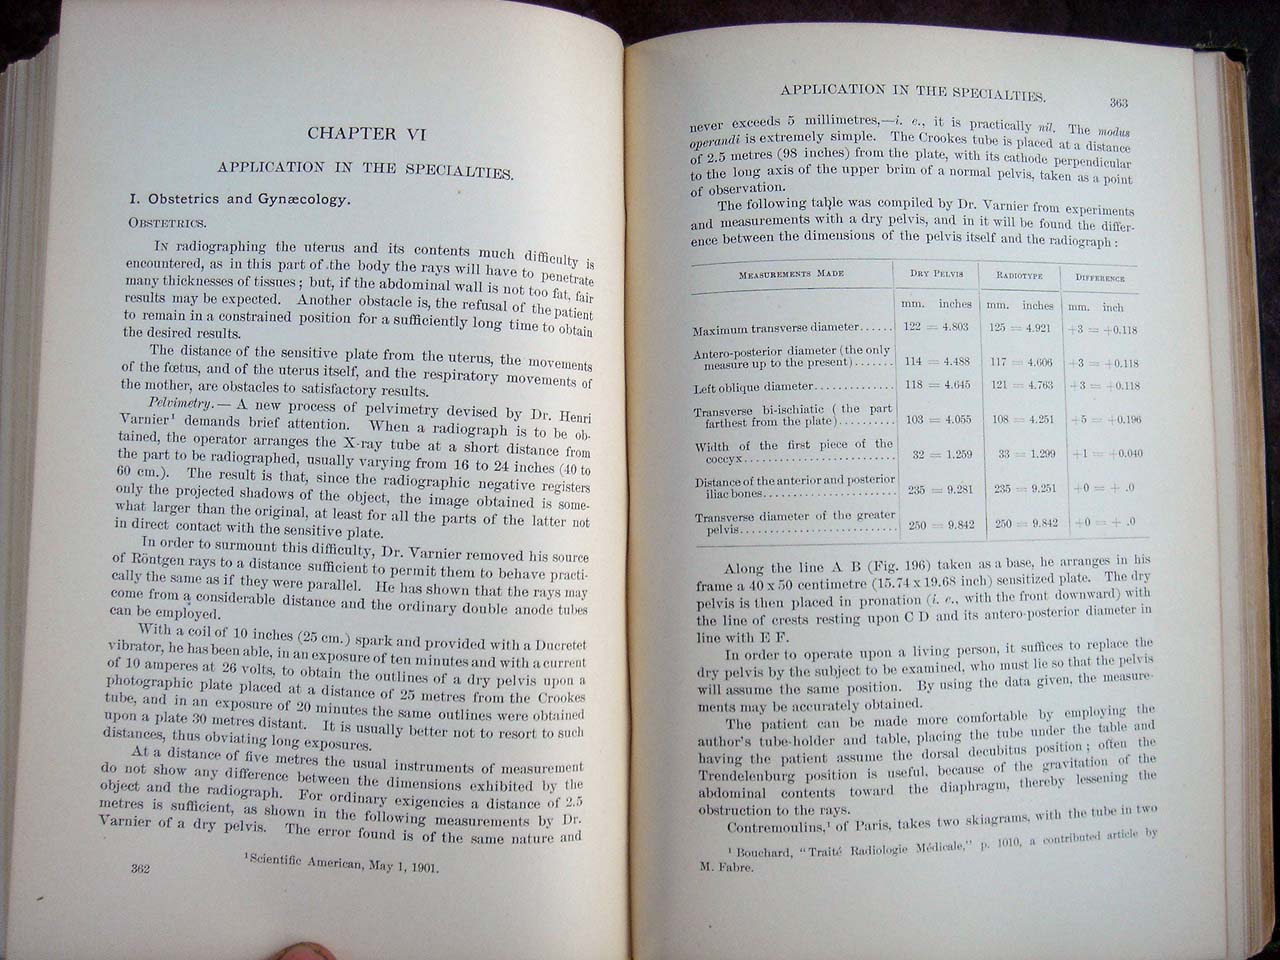 CHAPTER VI
APPLICATION IN THE SPECIALTIES.
I. Obstetrics and Gynæcology.
OBSTETRICS.
IN radiographing the uterus and its contents much difficulty is
encountered, as in this part of the body the rays will have to penetrate
many thicknesses of tissues; but, if the abdominal wall is not too fat, fair
results may be expected. Another obstacle is, the refusal of the patient
to remain in a constrained position for a sufficiently long time to obtain
the desired results.
The distance of the sensitive plate from the uterus, the movements
of the fœtus, and of the uterus itself, and the respiratory movements of
the mother, are obstacles to satisfactory results.
Pelvimetry.— A new process of pelvimetry devised by Dr. Henri
Varnier¹ demands brief attention. When a radiograph is to be ob-
tained, the operator arranges the X-ray tube at a short distance from
the part to be radiographed, usually varying from 16 to 24 inches (40 to
60 cm.). The result is that, since the radiographic negative registers
only the projected shadows of the object, the image obtained is some-
what larger than the original, at least for all the parts of the latter not
in direct contact with the sensitive plate.
In order to surmount this difficulty, Dr. Varnier removed his source
of Röntgen rays to a distance sufficient to permit them to behave practi-
cally the same as if they were parallel. He has shown that the rays may
come from a considerable distance and the ordinary double anode tubes
can be employed.
With a coil of 10 inches (25 cm.) spark and provided with a Ducretet
vibrator, he has been able, in an exposure of ten minutes and with a current
of 10 amperes at 26 volts, to obtain the outlines of a dry pelvis upon a
photographic plate placed at a distance of 25 metres from the Crookes
tube, and in an exposure of 20 minutes the same outlines were obtained
upon a plate 30 metres distant. It is usually better not to resort to such
distances, thus obviating long exposures.
At a distance of five metres the usual instruments of measurement
do not show any difference between the dimensions exhibited by the
object and the radiograph. For ordinary exigencies a distance of 2.5
metres is sufficient, as shown in the following measurements by Dr.
Varnier of a dry pelvis. The error found is of the same nature and
¹ Scientific American, May 1, 1901.
362
APPLICATION IN THE SPECIALTIES. 363
never exceeds 5 millimetres,—i. e., it is practically nil. The modus
operandi is extremely simple. The Crookes tube is placed at a distance
of 2.5 metres (98 inches) from the plate, with its cathode perpendicular
to the long axis of the upper brim of a normal pelvis, taken as a point
of observation.
The following table was compiled by Dr. Varnier from experiments
and measurements with a dry pelvis, and in it will be found the differ-
ence between the dimensions of the pelvis itself and the radiograph:
MEASUREMENTS MADE DRY PELVIS RADIOTYPE DIFFERENCE
mm. inches mm. inches mm. inch
Maximum transverse diameter...... 122 = 4.803 125 = 4.921 +3 = +0.118
Antero-posterior diameter (the only
measure up to the present)....... 114 = 4.488 117 = 4.606 +3 = +0.118
Left oblique diameter............. 118 = 4.645 121 = 4.763 +3 = +0.118
Transverse bi-ischiatic (the part
farthest from the plate).......... 103 = 4.055 108 = 4.251 +5 = +0.196
Width of the first piece of the
coccyx.......................... 32 = 1.259 33 = 1.299 +1 = +0.040
Distance of the anterior and posterior
iliac bones....................... 235 = 9.281 235 = 9.251 +0 = + .0
Transverse diameter of the greater
pelvis........................... 250 = 9.842 250 = 9.842 +0 = + .0
Along the line A B (Fig. 196) taken as a base, he arranges in his
frame a 40 x 50 centimetre (15.74 x 19.68 inch) sensitized plate. The dry
pelvis is then placed in pronation (i. e., with the front downward) with
the line of crests resting upon C D and its antero-posterior diameter in
line with E F.
In order to operate upon a living person, it suffices to replace the
dry pelvis by the subject to be examined, who must lie so that the pelvis
will assume the same position. By using the data given, the measure-
ments may be accurately obtained.
The patient can be made more comfortable by employing the
author's tube-holder and table, placing the tube under the table and
having the patient assume the dorsal decubitus position; often the
Trendelenburg position is useful, because of the gravitation of the
abdominal contents toward the diaphragm, thereby lessening the
obstruction to the rays.
Contremoulins,¹ of Paris, takes two skiagrams, with the tube in two
¹ Bouchard, "Traité Radiologie Médicale," p. 1010, a contributed article by
M. Fabre.